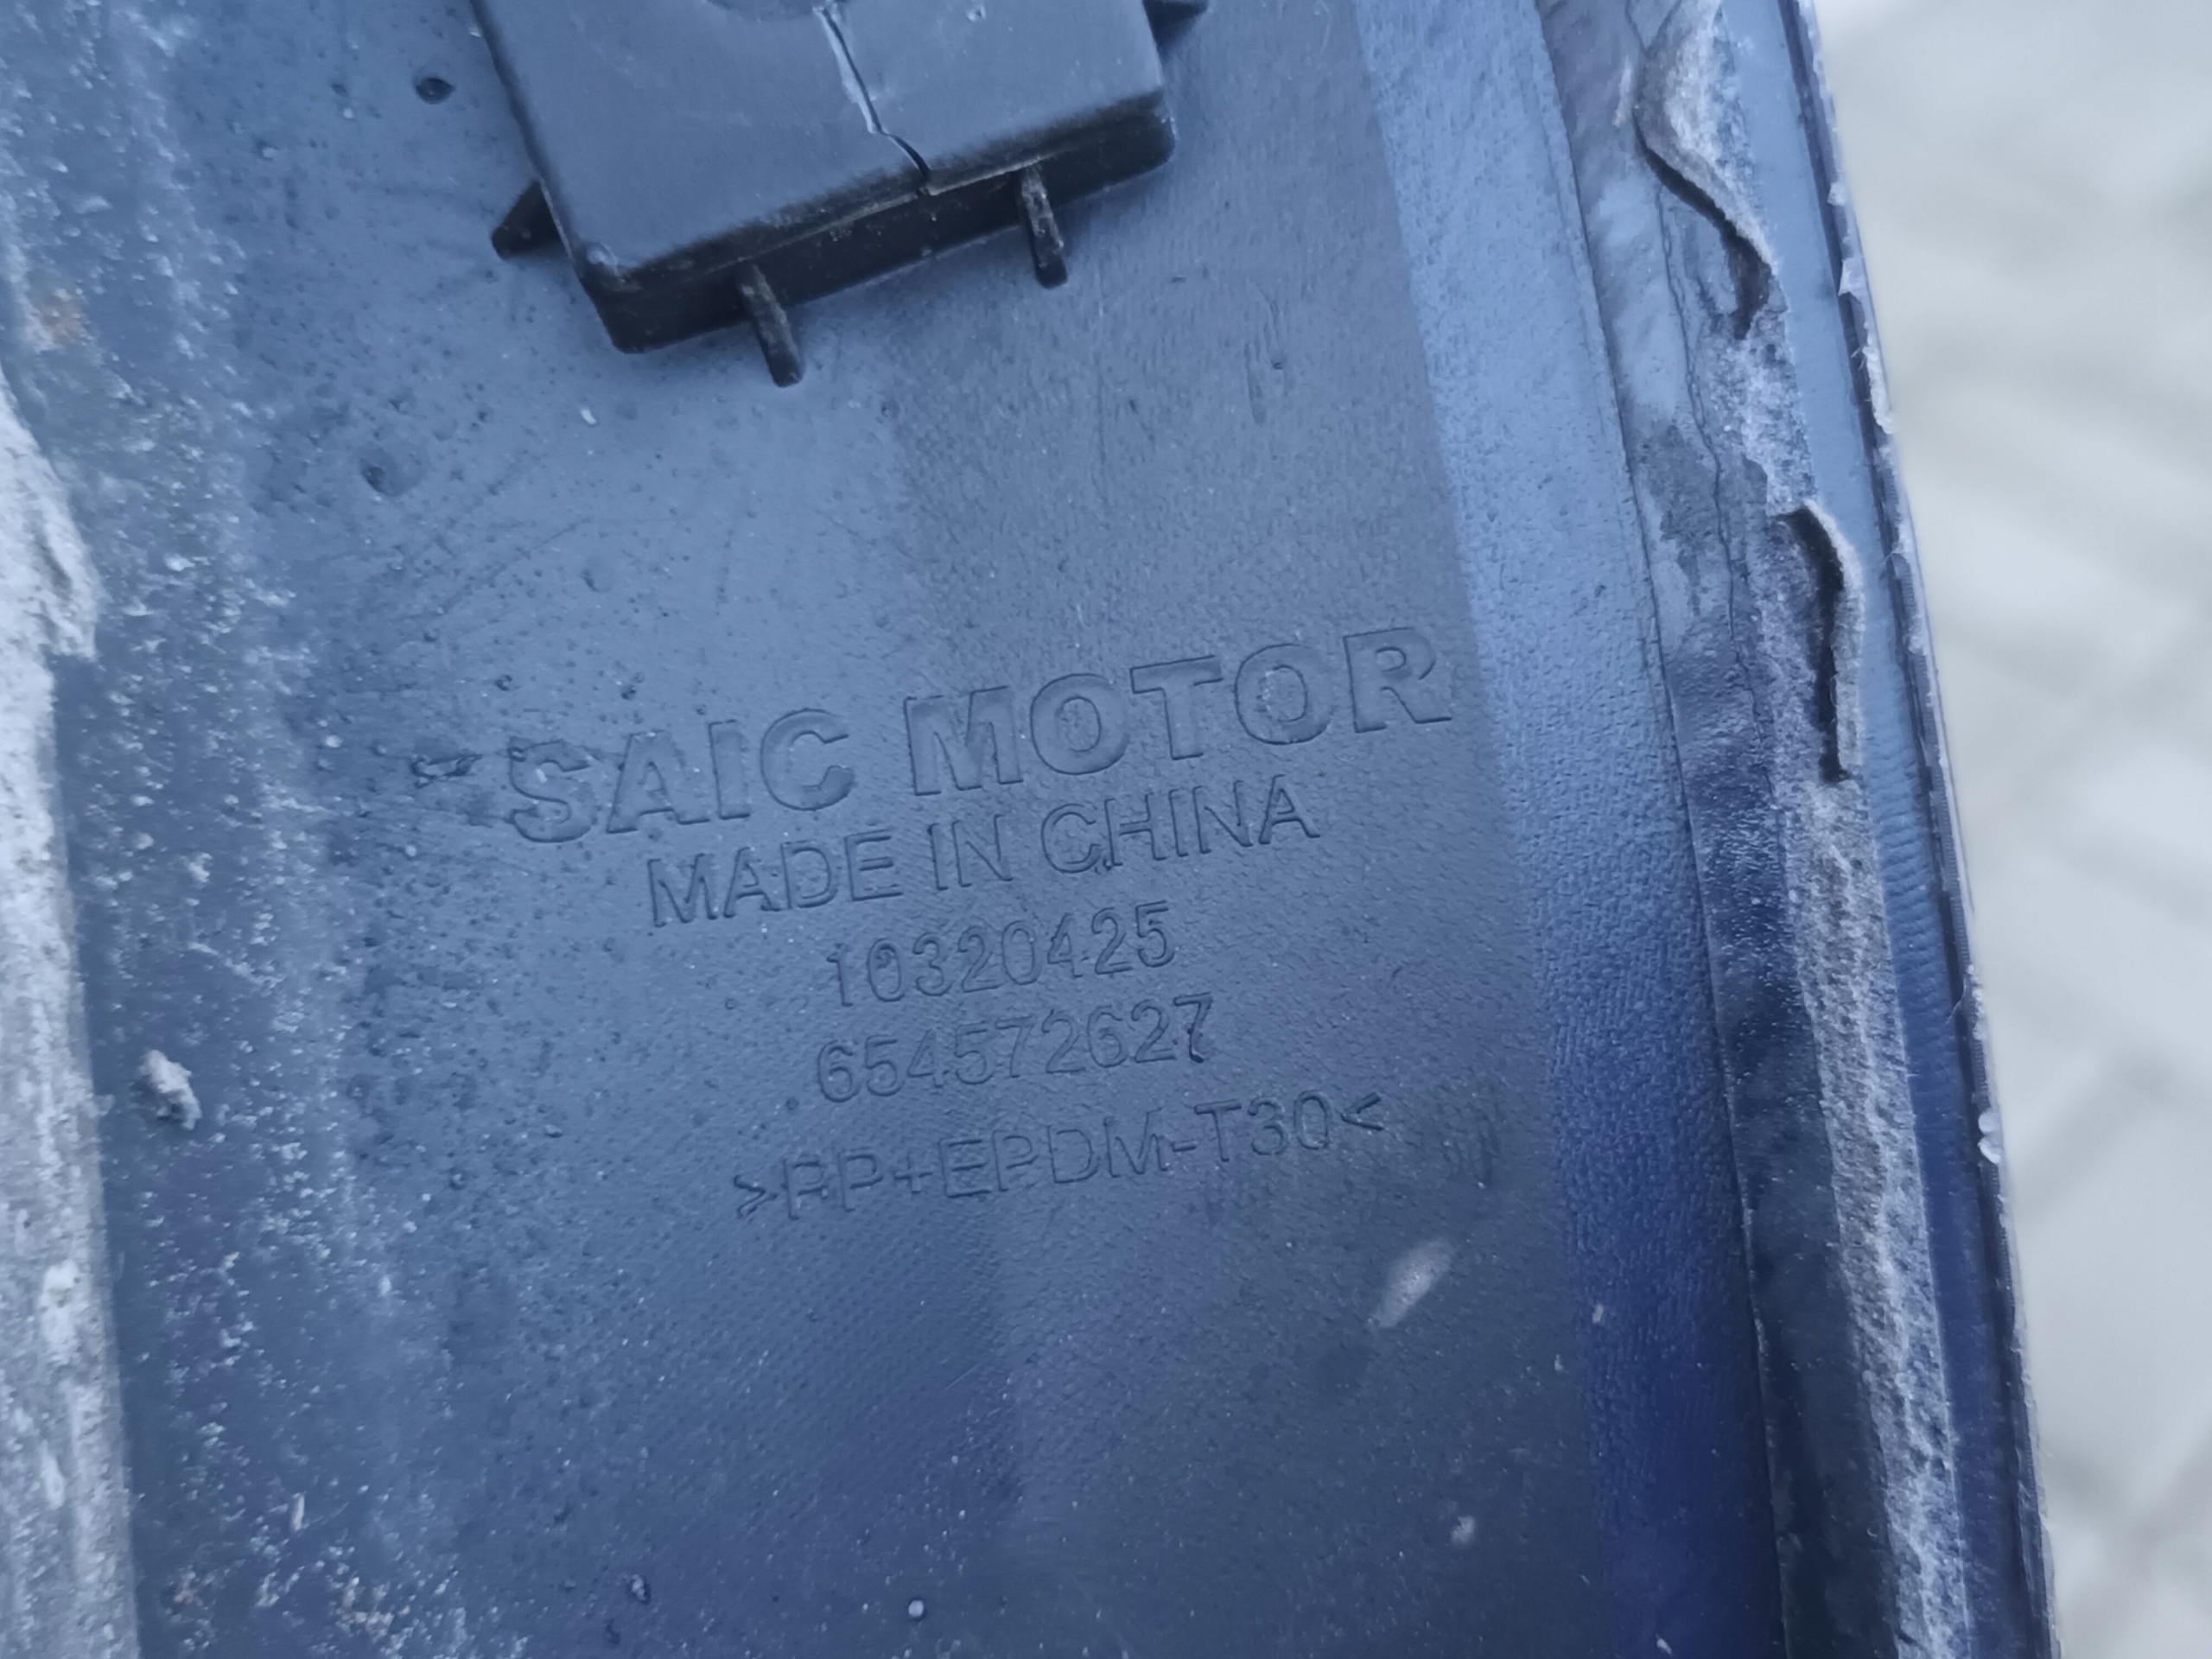 SAIC MOTOR
MADE IN CHINA
10320425
654572627
>PP+EPDM-T30<